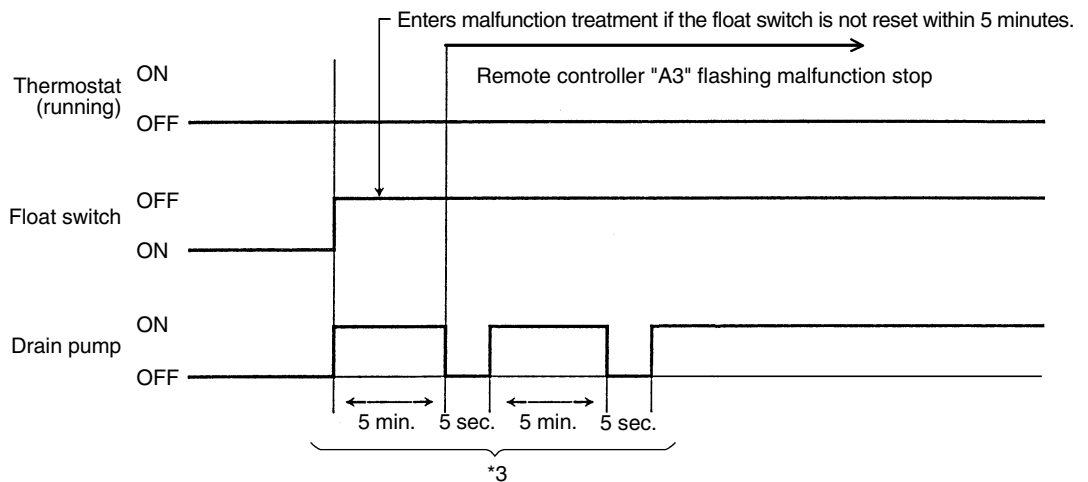 Enters malfunction treatment if the float switch is not reset within 5 minutes.
Remote controller "A3" flashing malfunction stop
Thermostat
(running)
ON
OFF
Float switch
OFF
ON
Drain pump
ON
OFF
5 min. 5 sec. 5 min. 5 sec.
*3